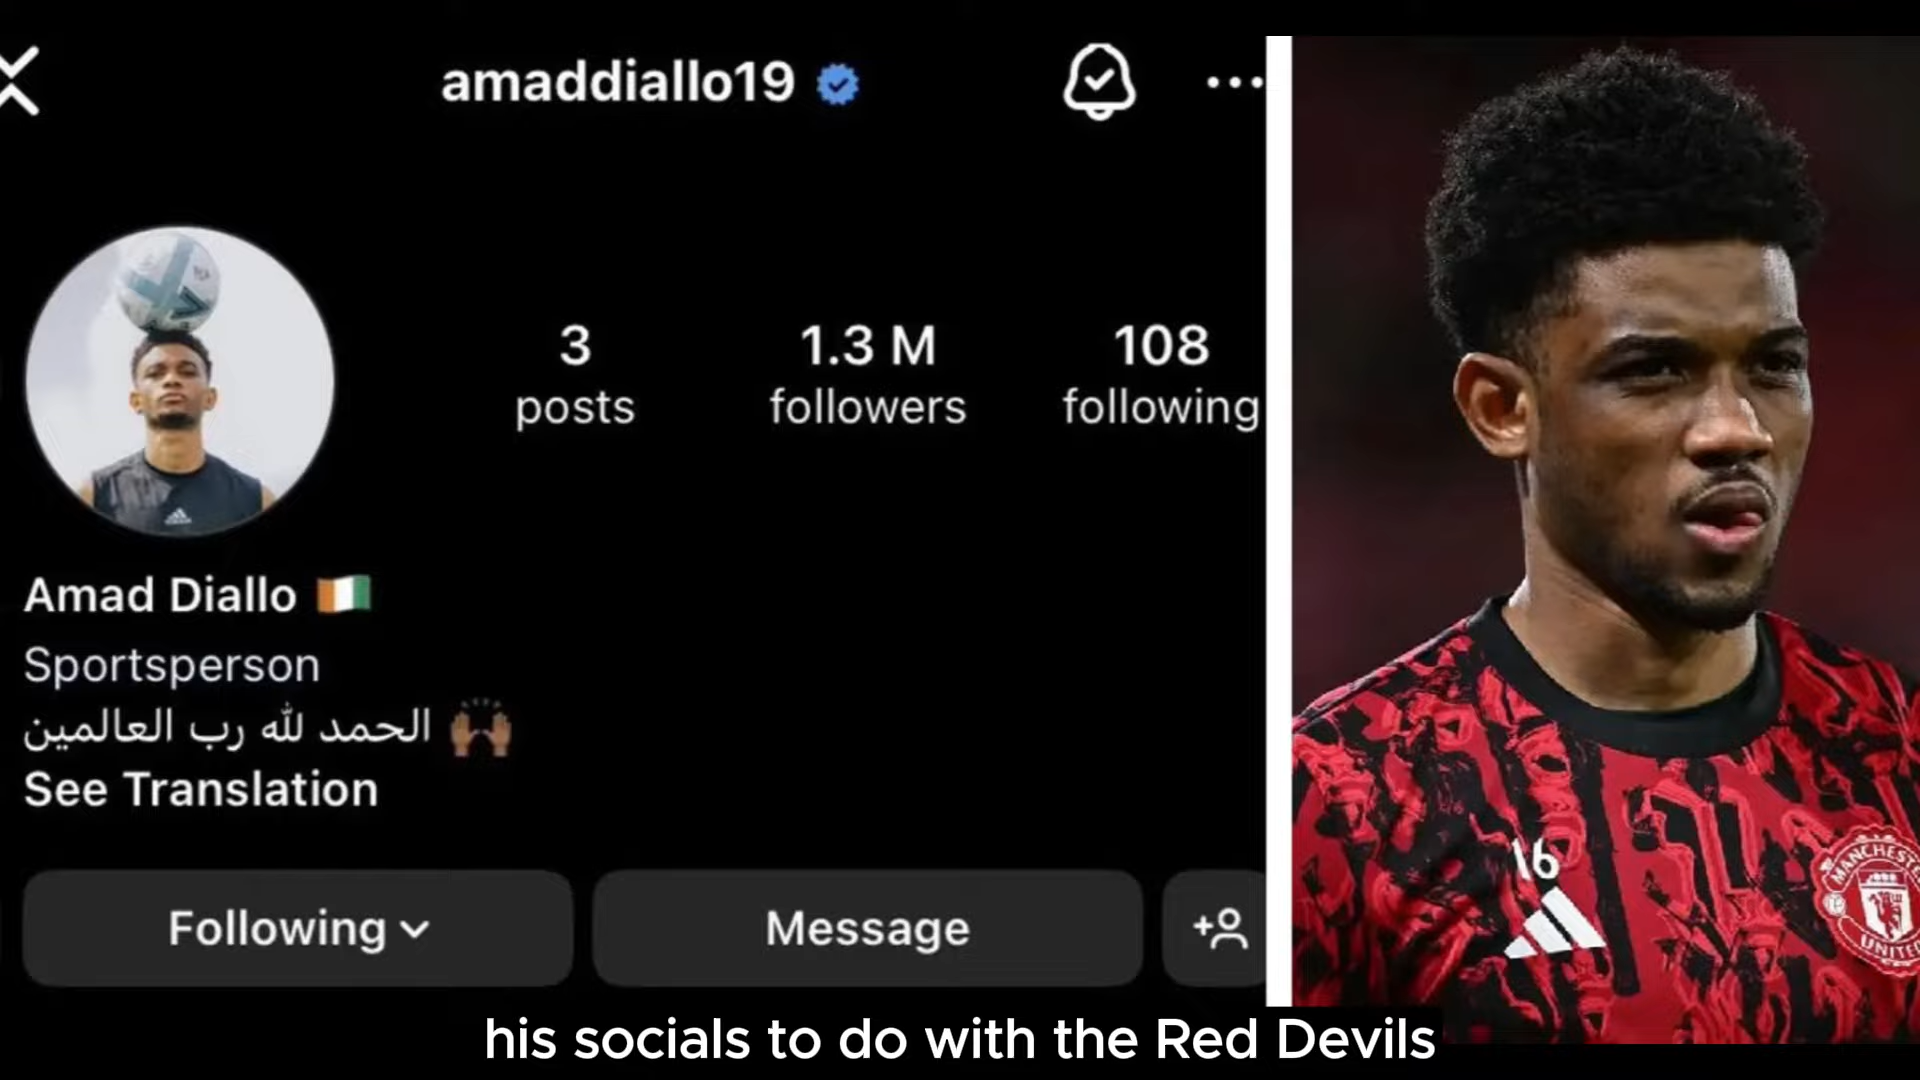 amaddiallo19
3 posts
1.3 M followers
108 following
Amad Diallo
Sportsperson
الحمد لله رب العالمين
See Translation
Following
Message
16
MANCHESTE
UNITED
his socials to do with the Red Devils